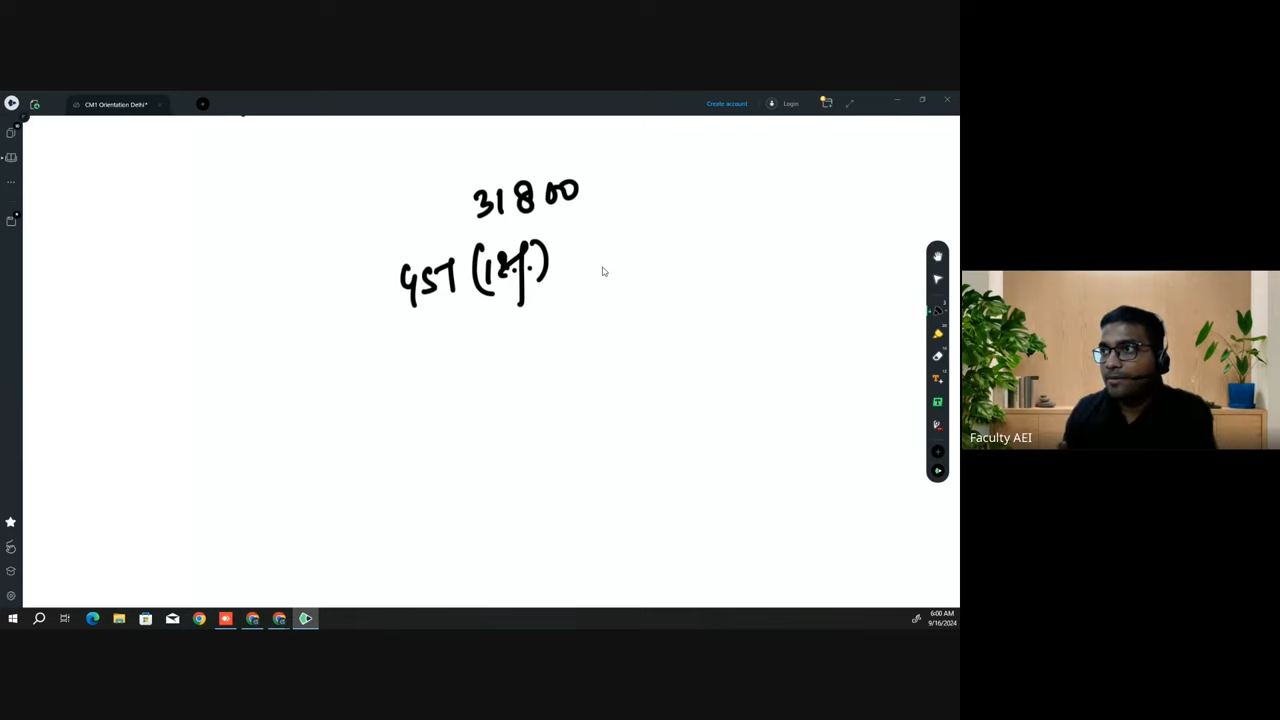 CM1 Orientation Delhi*
Create account
Login
31800
GST (18%)
Faculty AEI
6:00 AM
9/16/2024